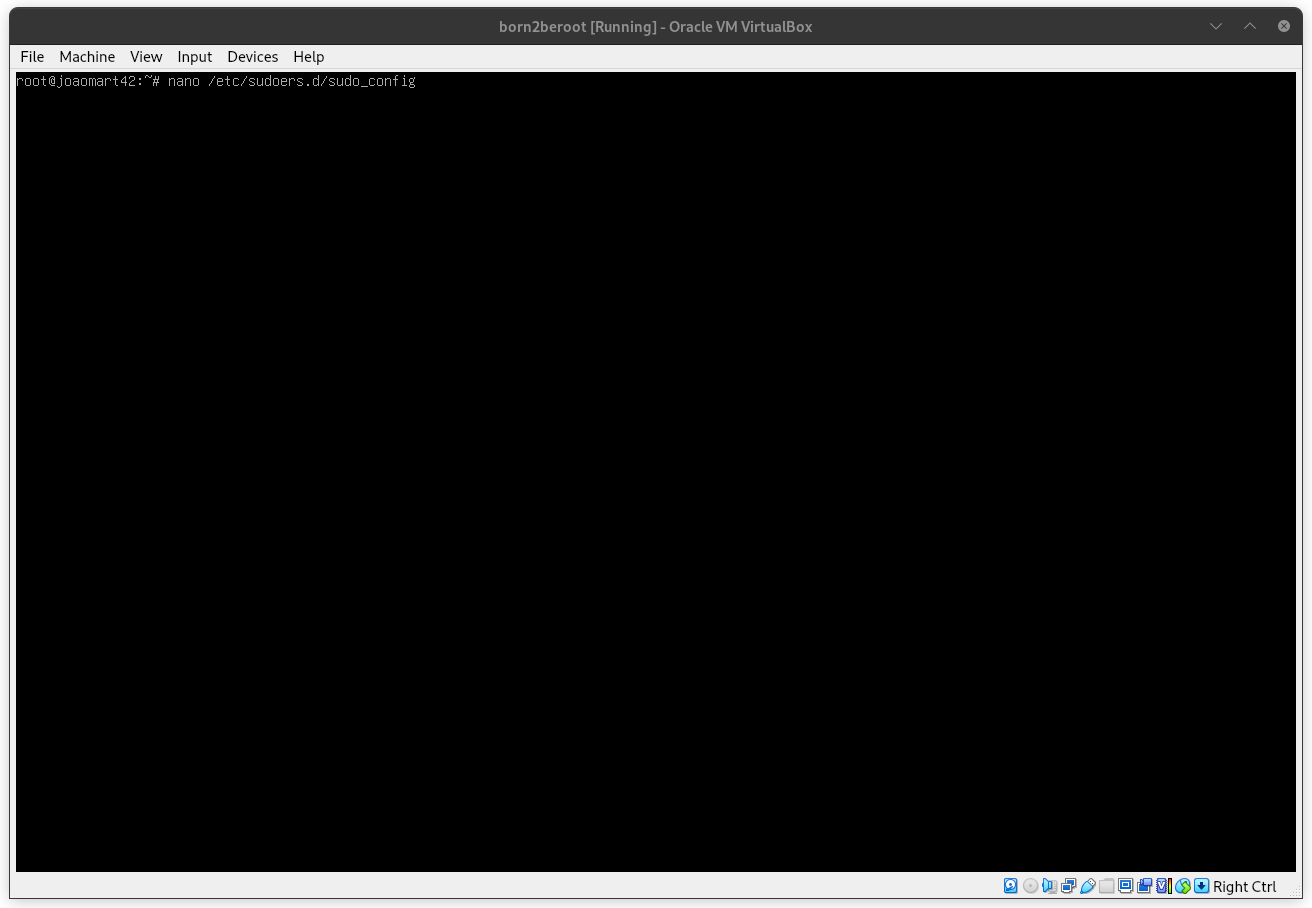 born2beroot [Running] - Oracle VM VirtualBox
File Machine View Input Devices Help
root@joaomart42:~# nano /etc/sudoers.d/sudo_config
Right Ctrl